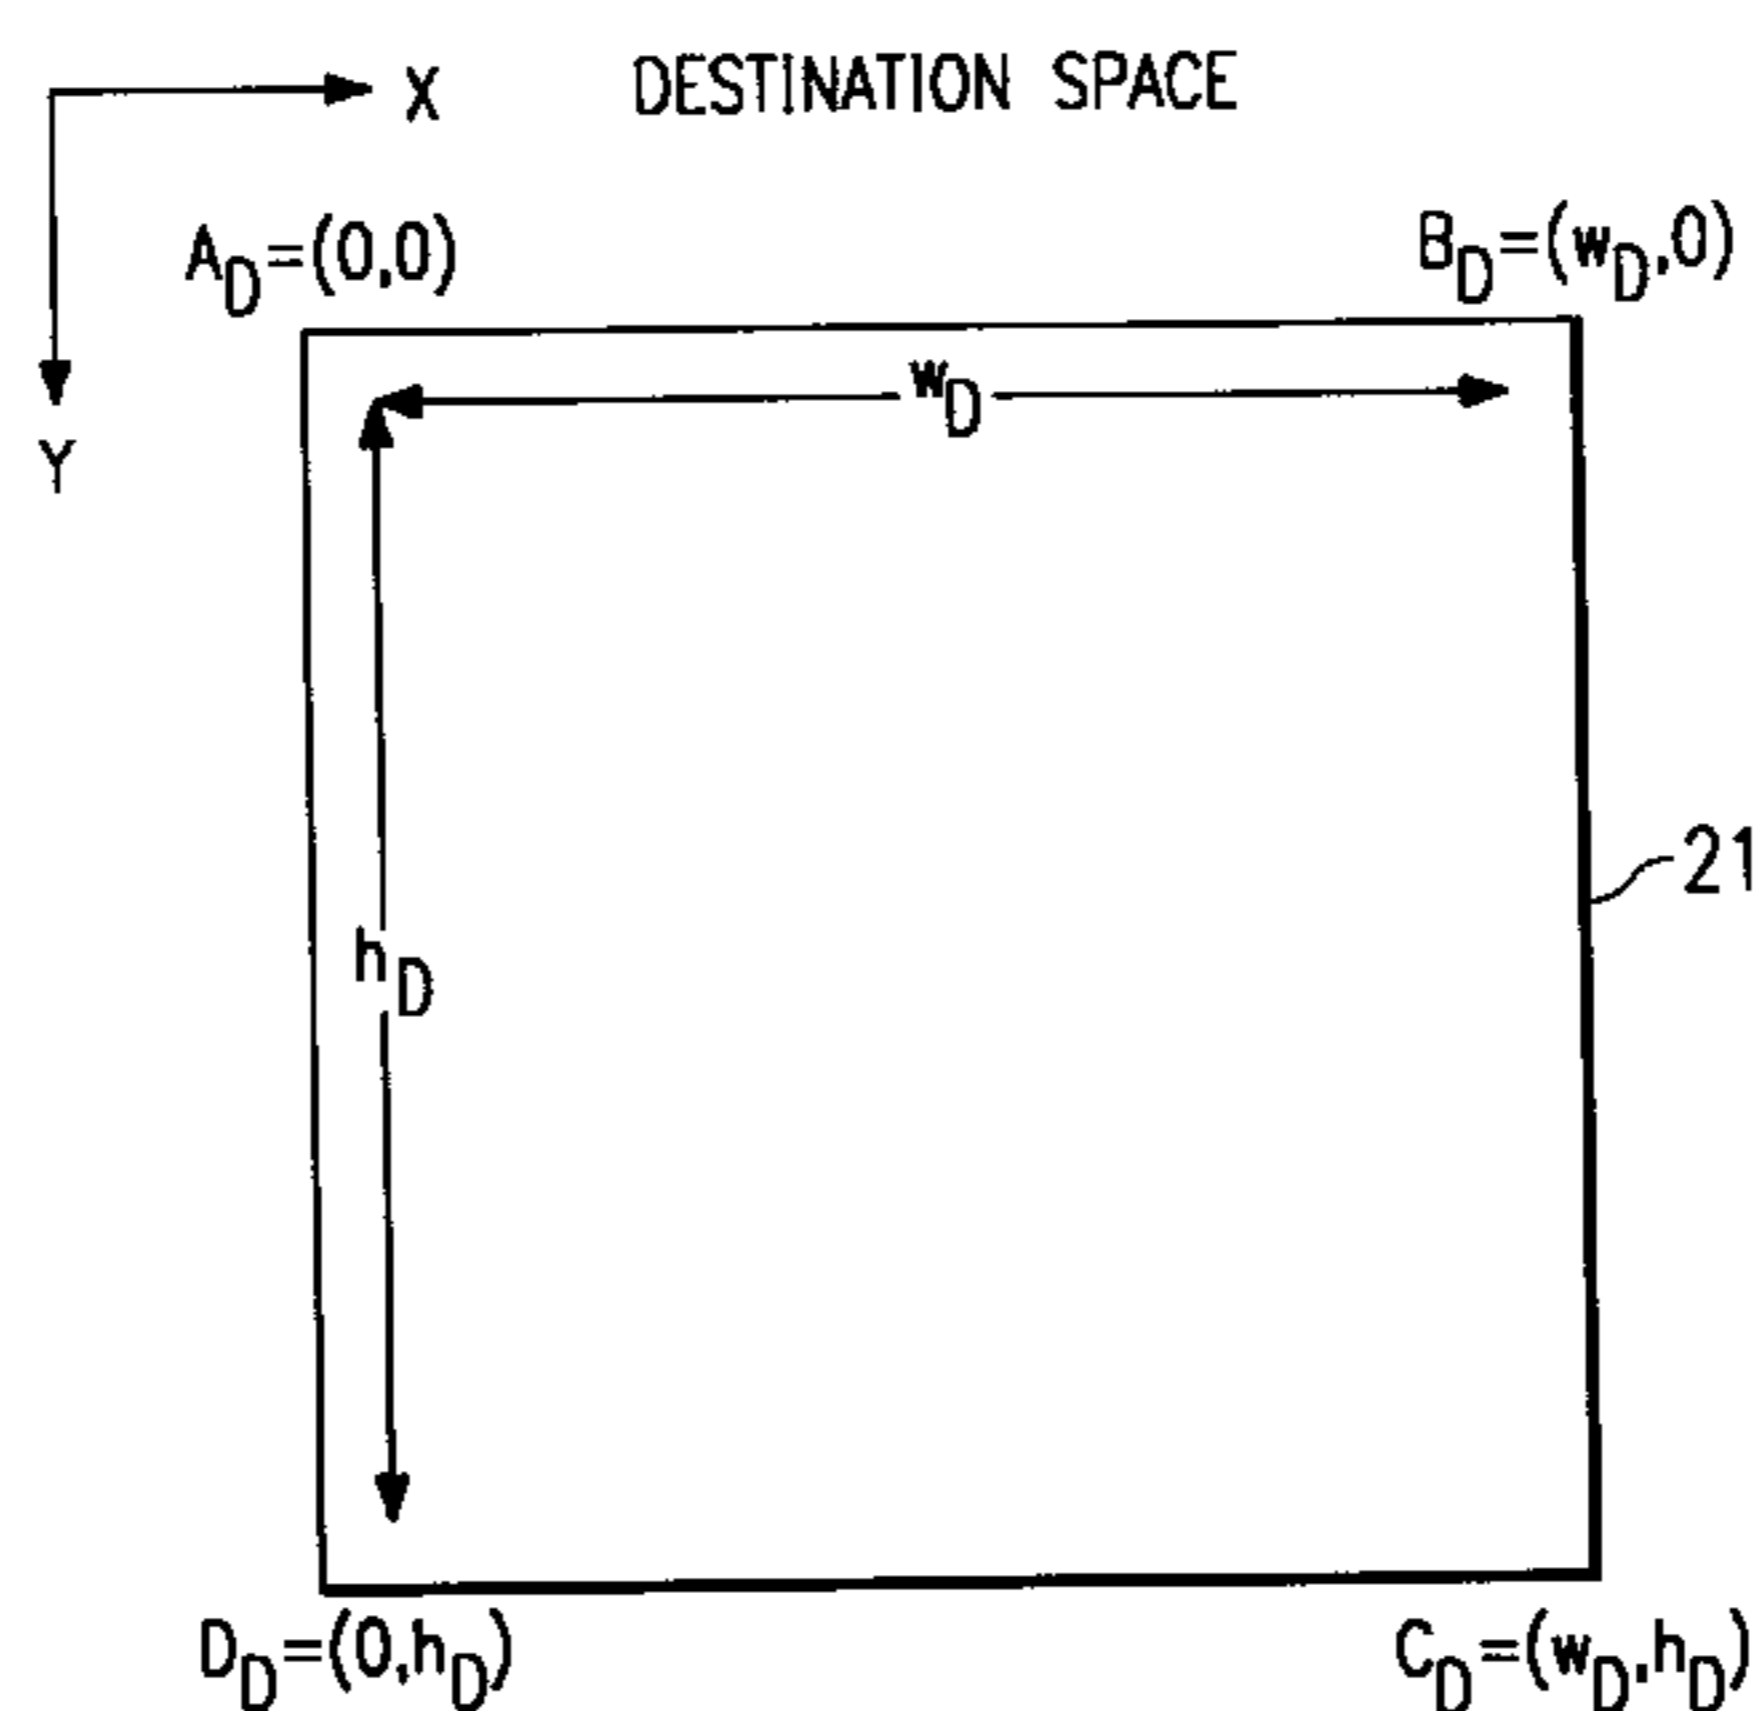 X DESTINATION SPACE
A_D=(0,0) B_D=(w_D,0)
w_D
Y
21
h_D
D_D=(0,h_D) C_D=(w_D,h_D)